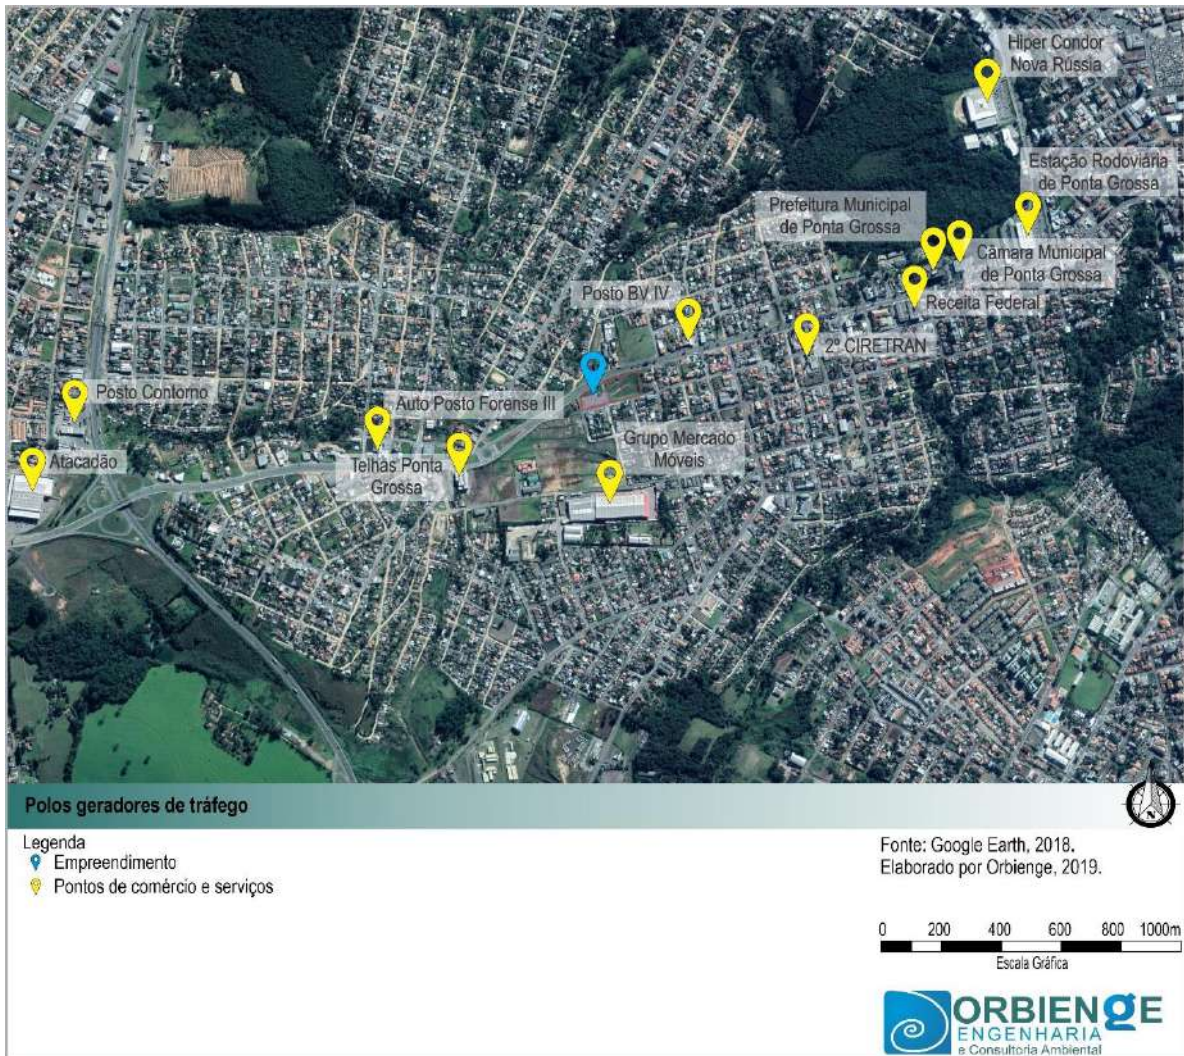 Hiper Condor
Nova Rússia
Estação Rodoviária
de Ponta Grossa
Prefeitura Municipal
de Ponta Grossa
Câmara Municipal
de Ponta Grossa
Posto BV IV
Receita Federal
2º CIRETRAN
Posto Contorno
Auto Posto Forense III
Grupo Mercado
Móveis
Atacadão
Telhas Ponta
Grossa
Polos geradores de tráfego
N
Legenda
Empreendimento
Pontos de comércio e serviços
Fonte: Google Earth, 2018.
Elaborado por Orbienge, 2019.
0 200 400 600 800 1000m
Escala Gráfica
ORBIENGE
ENGENHARIA
e Consultoria Ambiental